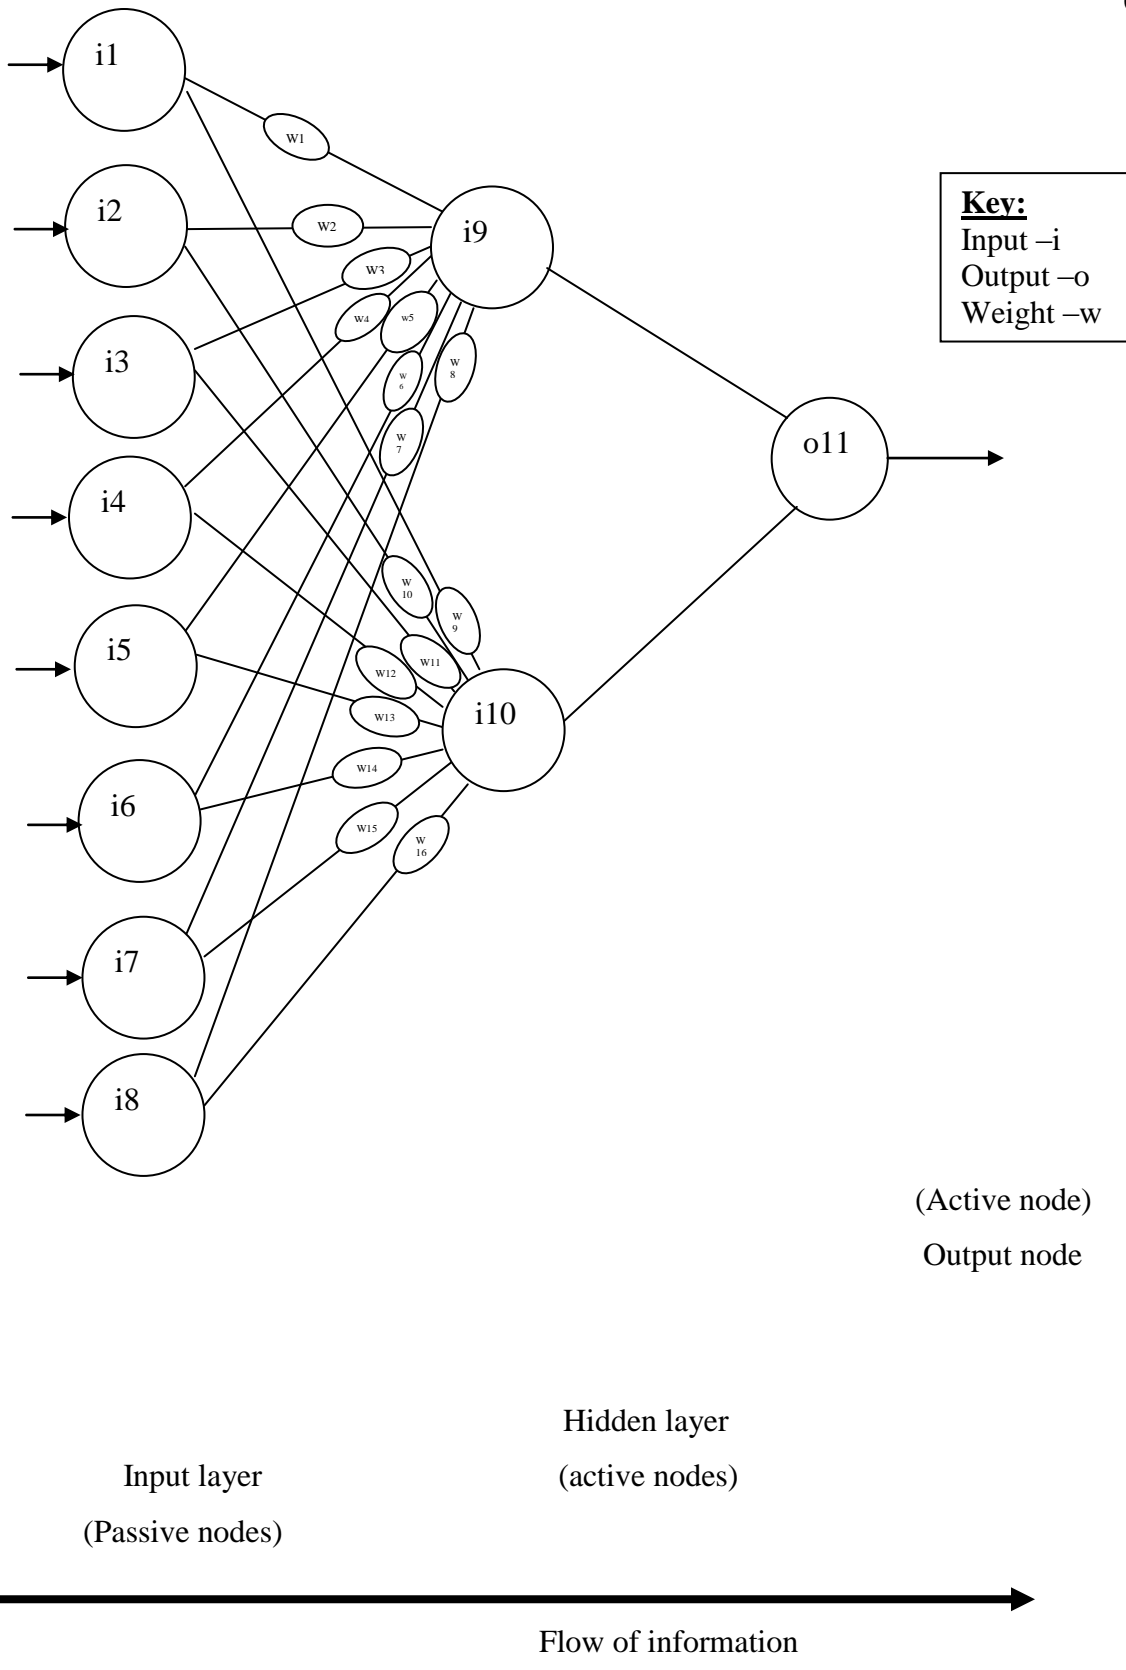 i1
W1
i2
W2
i9
Key:
Input –i
Output –o
Weight –w
W3
W4
w5
i3
W
6
W
8
W
7
o11
i4
W
10
W
9
i5
W11
W12
W13
i10
i6
W14
W15
W
16
i7
i8
(Active node)
Output node
Hidden layer
(active nodes)
Input layer
(Passive nodes)
Flow of information